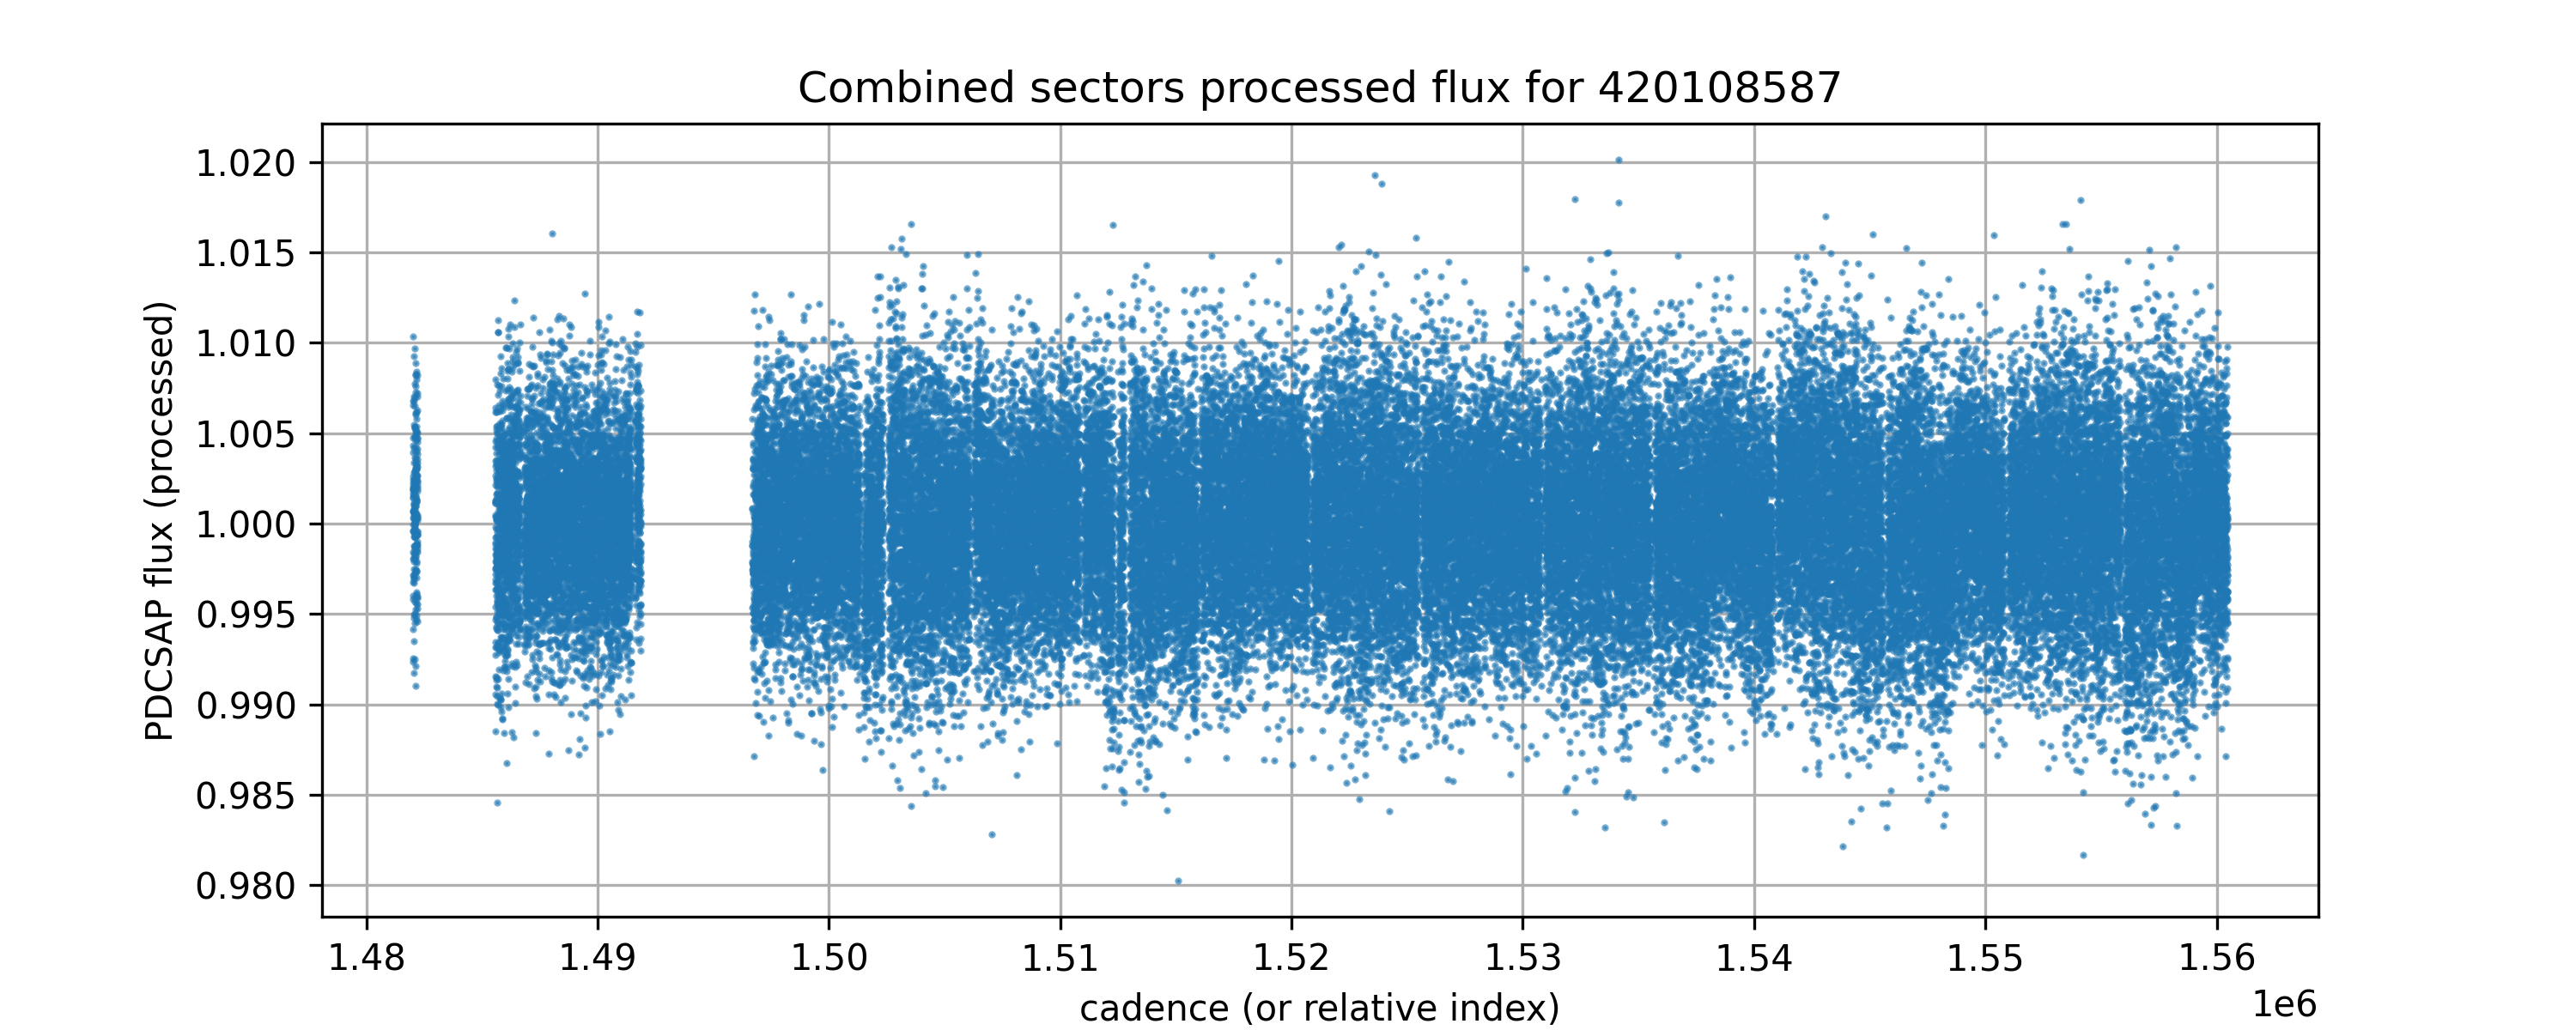 Combined sectors processed flux for 420108587
1.020
1.015
1.010
1.005
1.000
0.995
0.990
0.985
0.980
PDCSAP flux (processed)
1.48 1.49 1.50 1.51 1.52 1.53 1.54 1.55 1.56
1e6
cadence (or relative index)